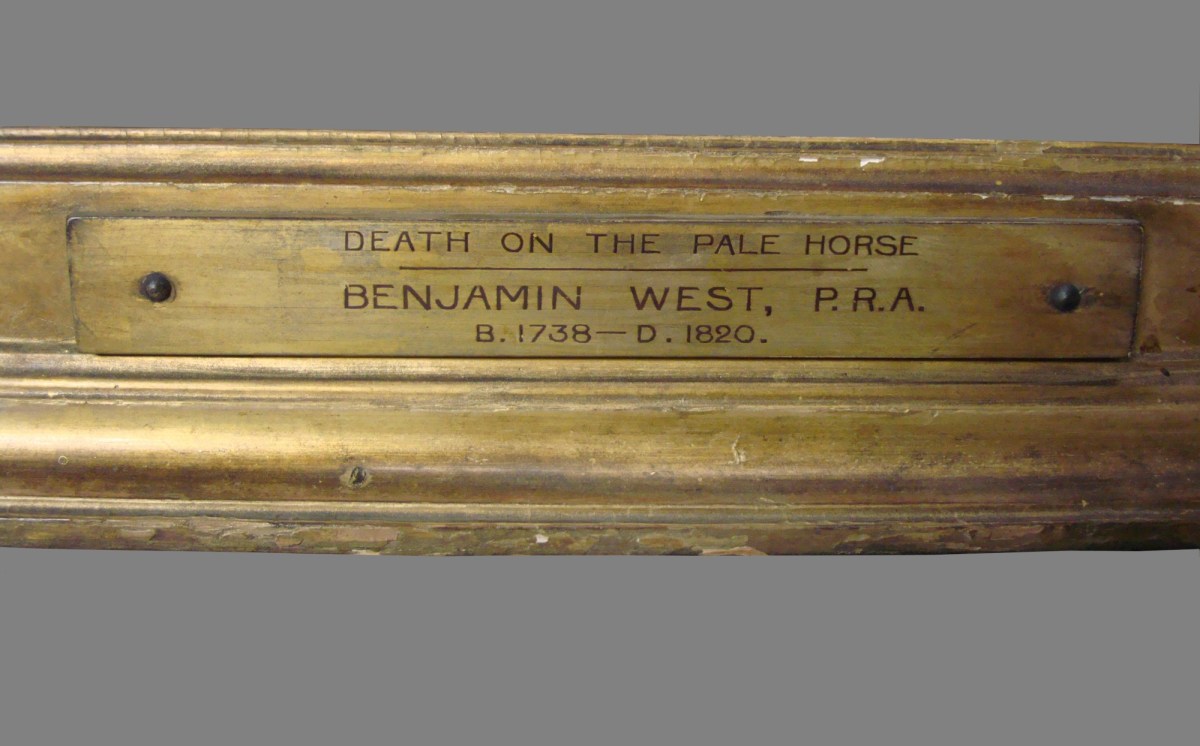 DEATH ON THE PALE HORSE
BENJAMIN WEST, P.R.A.
B. 1738 — D. 1820.